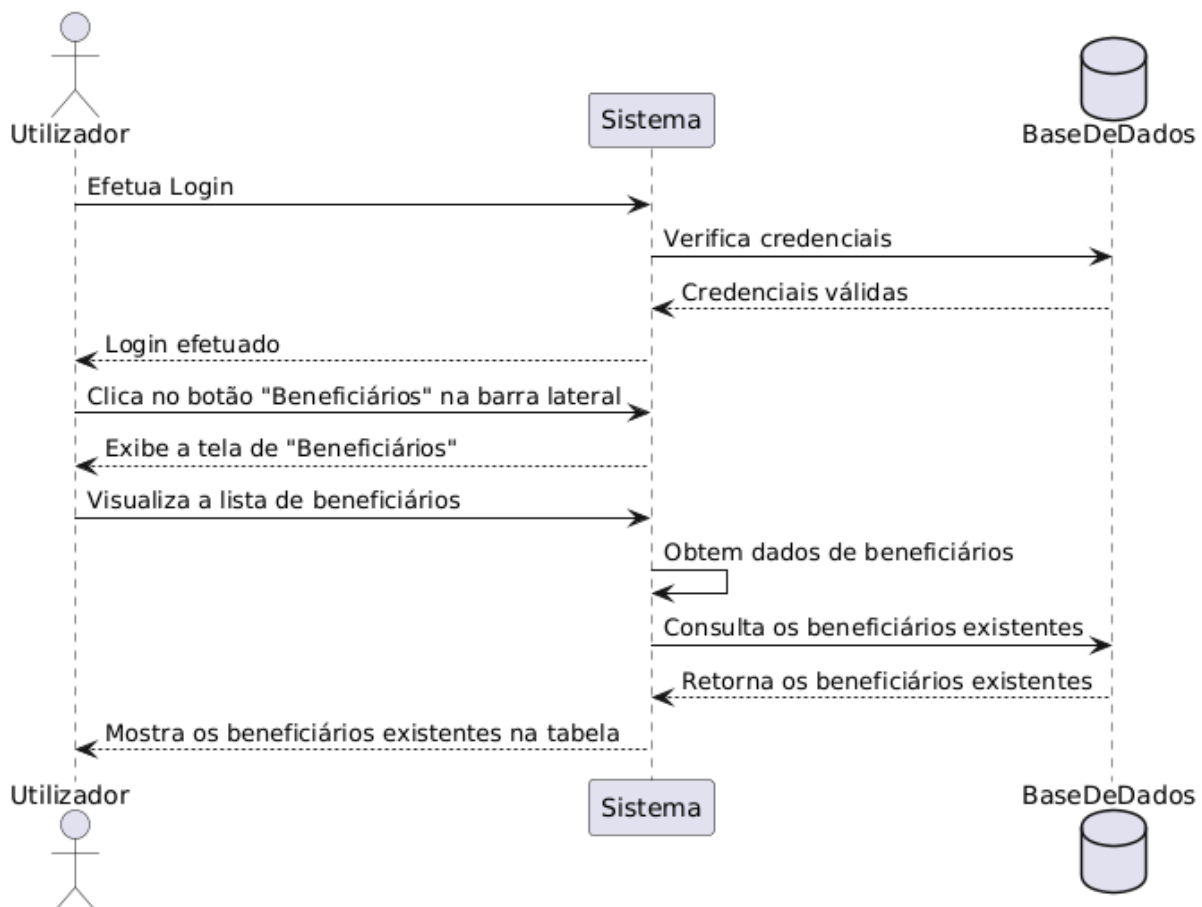 Utilizador
Sistema
BaseDeDados
Efetua Login
Verifica credenciais
Credenciais válidas
Login efetuado
Clica no botão "Beneficiários" na barra lateral
Exibe a tela de "Beneficiários"
Visualiza a lista de beneficiários
Obtem dados de beneficiários
Consulta os beneficiários existentes
Retorna os beneficiários existentes
Mostra os beneficiários existentes na tabela
Utilizador
Sistema
BaseDeDados